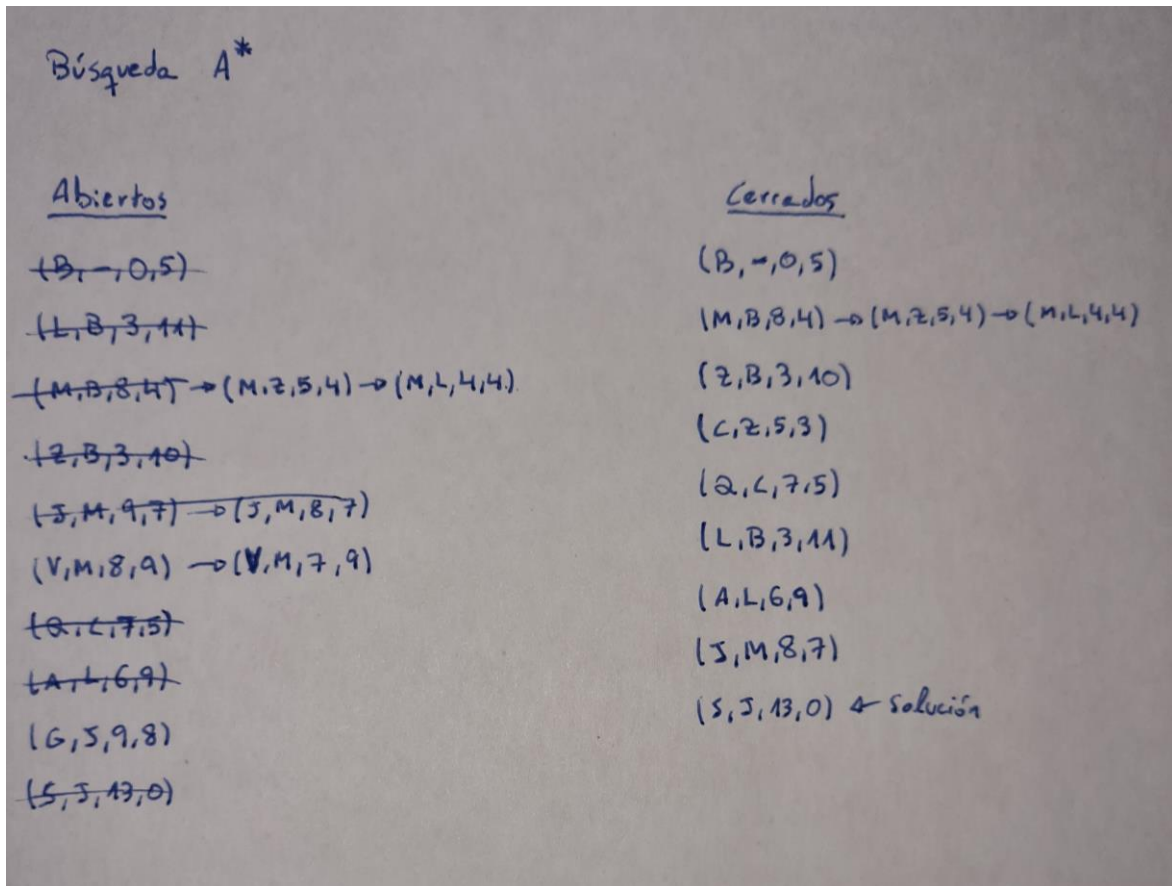 Búsqueda A*
Abiertos
(B,-,0,5)
(L,B,3,11)
(M,B,8,4) → (M,Z,5,4) → (M,L,4,4)
(Z,B,3,10)
(J,M,9,7) → (J,M,8,7)
(V,M,8,9) → (V,M,7,9)
(Q,C,7,5)
(A,L,6,9)
(G,J,9,8)
(S,J,13,0)
Cerrados
(B,-,0,5)
(M,B,8,4) → (M,Z,5,4) → (M,L,4,4)
(Z,B,3,10)
(C,Z,5,3)
(Q,C,7,5)
(L,B,3,11)
(A,L,6,9)
(J,M,8,7)
(S,J,13,0) ← Solución